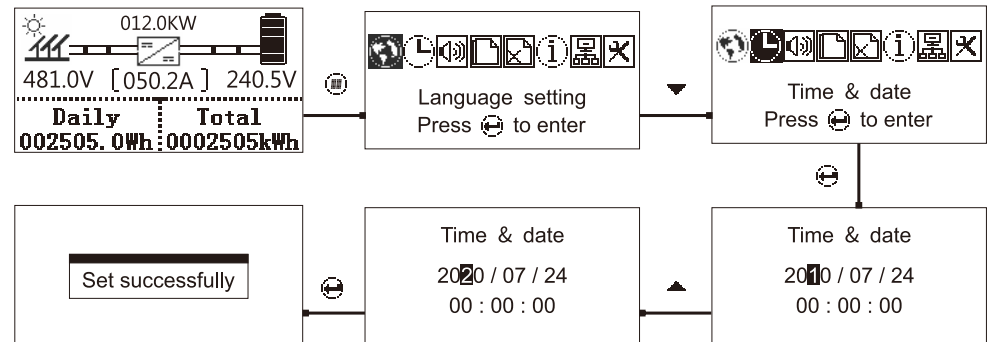 012.0KW
481.0V [050.2A] 240.5V
Daily Total
002505.0Wh 0002505kWh
Language setting
Press to enter
Time & date
Press to enter
Time & date
2010 / 07 / 24
00 : 00 : 00
Time & date
2020 / 07 / 24
00 : 00 : 00
Set successfully